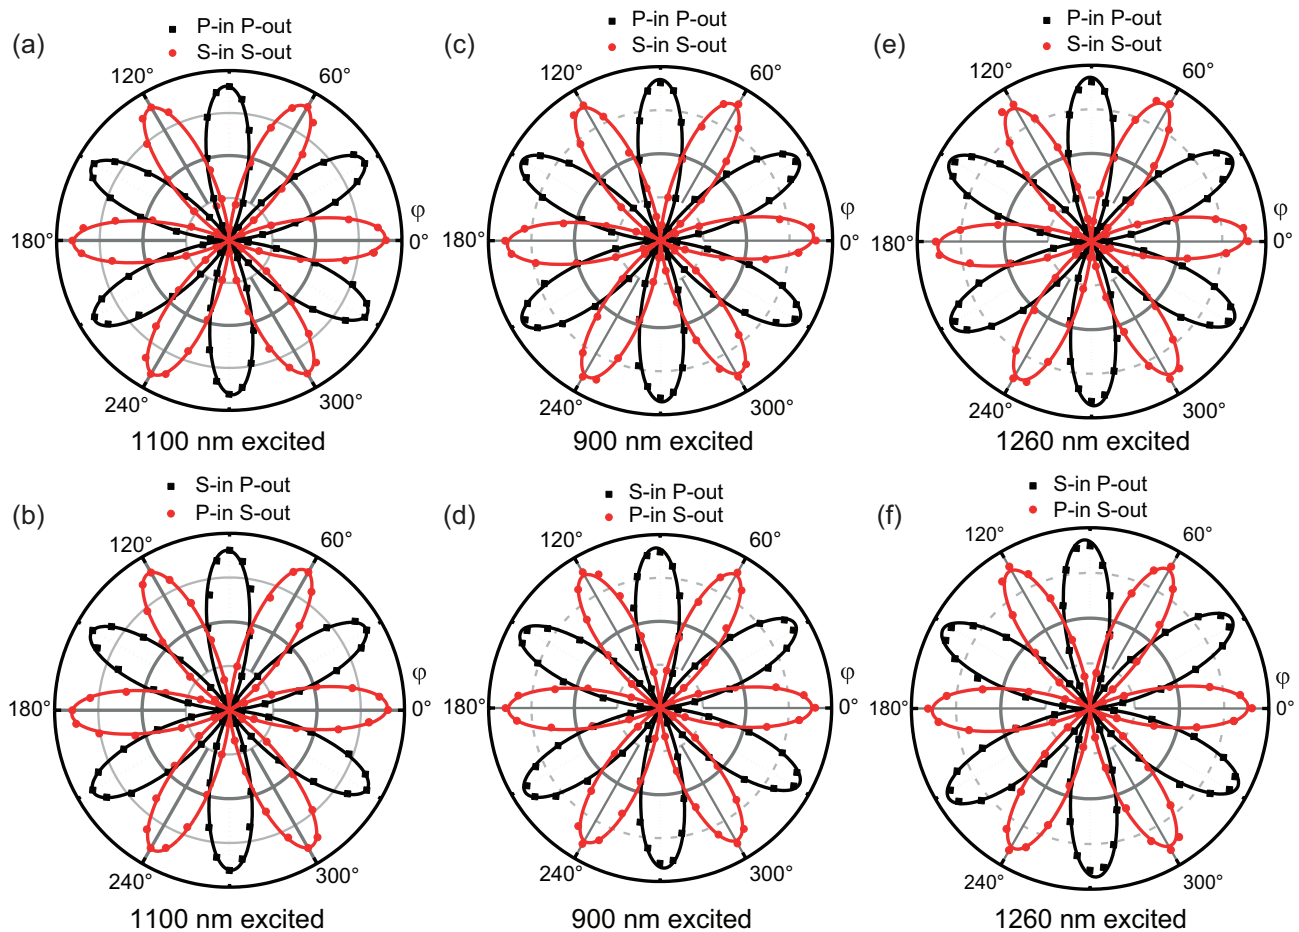 (a)
P-in P-out
S-in S-out
120°
60°
180°
φ
0°
240°
300°
1100 nm excited
(c)
P-in P-out
S-in S-out
120°
60°
180°
φ
0°
240°
300°
900 nm excited
(e)
P-in P-out
S-in S-out
120°
60°
180°
φ
0°
240°
300°
1260 nm excited
(b)
S-in P-out
P-in S-out
120°
60°
180°
φ
0°
240°
300°
1100 nm excited
(d)
S-in P-out
P-in S-out
120°
60°
180°
φ
0°
240°
300°
900 nm excited
(f)
S-in P-out
P-in S-out
120°
60°
180°
φ
0°
240°
300°
1260 nm excited